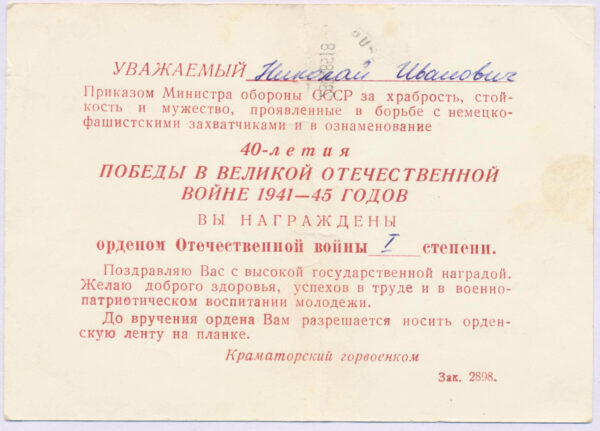 УВАЖАЕМЫЙ Николай Иванович
Приказом Министра обороны СССР за храбрость, стой-
кость и мужество, проявленные в борьбе с немецко-
фашистскими захватчиками и в ознаменование
40-летия
ПОБЕДЫ В ВЕЛИКОЙ ОТЕЧЕСТВЕННОЙ
ВОЙНЕ 1941—45 ГОДОВ
ВЫ НАГРАЖДЕНЫ
орденом Отечественной войны I степени.
Поздравляю Вас с высокой государственной наградой.
Желаю доброго здоровья, успехов в труде и в военно-
патриотическом воспитании молодежи.
До вручения ордена Вам разрешается носить орден-
скую ленту на планке.
Краматорский горвоенком
Зак. 2898.